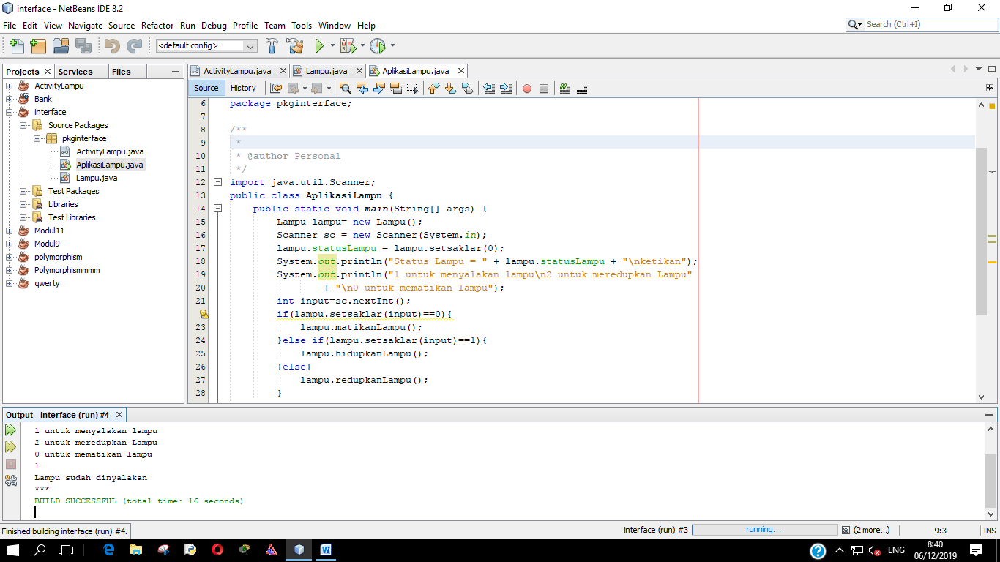 interface - NetBeans IDE 8.2
File Edit View Navigate Source Refactor Run Debug Profile Team Tools Window Help
Search (Ctrl+I)
<default config>
Projects Services Files
ActivityLampu
Bank
interface
Source Packages
pkginterface
ActivityLampu.java
AplikasiLampu.java
Lampu.java
Test Packages
Libraries
Test Libraries
Modul11
Modul9
polymorphism
Polymorphismmmm
qwerty
ActivityLampu.java Lampu.java AplikasiLampu.java
Source History
6 package pkginterface;
7
8 /**
9 *
10 * @author Personal
11 */
12 import java.util.Scanner;
13 public class AplikasiLampu {
14 public static void main(String[] args) {
15 Lampu lampu= new Lampu();
16 Scanner sc = new Scanner(System.in);
17 lampu.statusLampu = lampu.setsaklar(0);
18 System.out.println("Status Lampu = " + lampu.statusLampu + "\nketikan");
19 System.out.println("1 untuk menyalakan lampu\n2 untuk meredupkan Lampu"
20 + "\n0 untuk mematikan lampu");
21 int input=sc.nextInt();
if(lampu.setsaklar(input)==0){
23 lampu.matikanLampu();
24 }else if(lampu.setsaklar(input)==1){
25 lampu.hidupkanLampu();
26 }else{
27 lampu.redupkanLampu();
28 }
Output - interface (run) #4
1 untuk menyalakan lampu
2 untuk meredupkan Lampu
0 untuk mematikan lampu
1
Lampu sudah dinyalakan
***
BUILD SUCCESSFUL (total time: 16 seconds)
Finished building interface (run) #4. interface (run) #3 running... (2 more...) 9:3 INS
ENG
8:40
06/12/2019